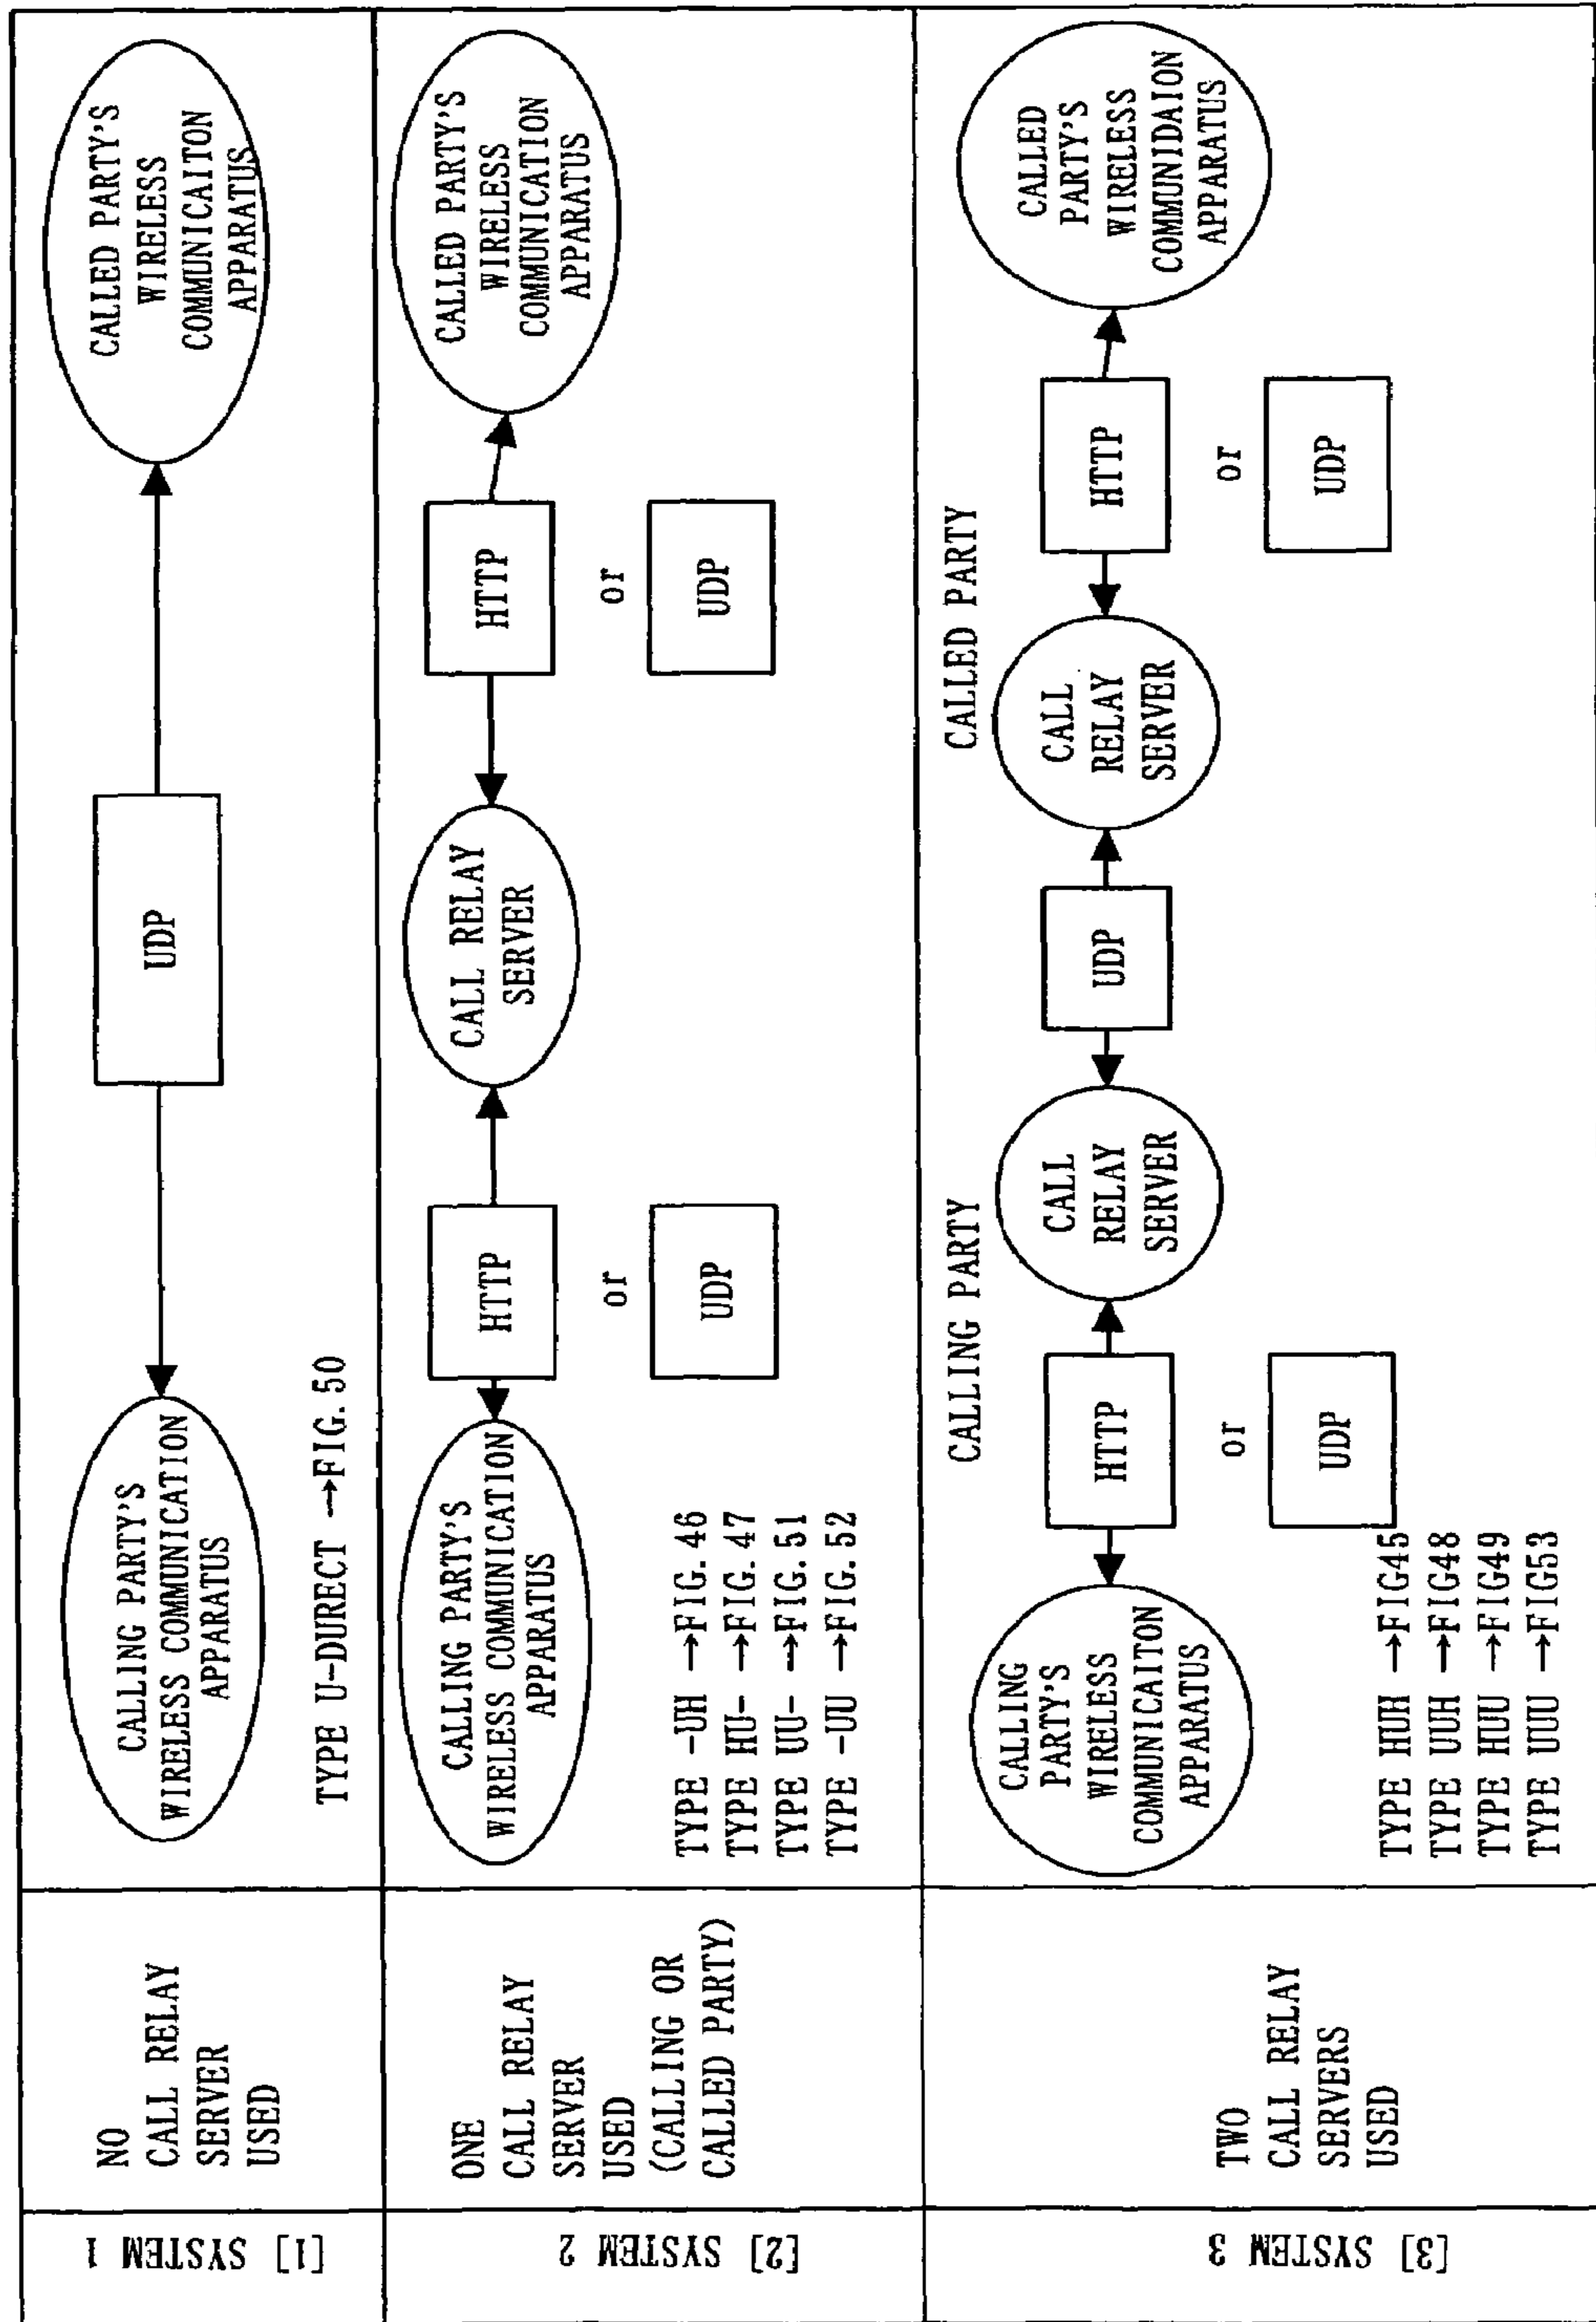 [1] SYSTEM 1
NO
CALL RELAY
SERVER
USED
CALLING PARTY'S
WIRELESS COMMUNICATION
APPARATUS
UDP
CALLED PARTY'S
WIRELESS
COMMUNICAITON
APPARATUS
TYPE U-DURECT →FIG.50
[2] SYSTEM 2
ONE
CALL RELAY
SERVER
USED
(CALLING OR
CALLED PARTY)
CALLING PARTY'S
WIRELESS COMMUNICATION
APPARATUS
HTTP
or
UDP
CALL RELAY
SERVER
HTTP
or
UDP
CALLED PARTY'S
WIRELESS
COMMUNICATION
APPARATUS
TYPE -UH →FIG.46
TYPE HU- →FIG.47
TYPE UU- →FIG.51
TYPE -UU →FIG.52
[3] SYSTEM 3
TWO
CALL RELAY
SERVERS
USED
CALLING PARTY
CALLED PARTY
CALLING
PARTY'S
WIRELESS
COMMUNICAITON
APPARATUS
HTTP
or
UDP
CALL
RELAY
SERVER
UDP
CALL
RELAY
SERVER
HTTP
or
UDP
CALLED
PARTY'S
WIRELESS
COMMUNIDAION
APPARATUS
TYPE HUH →FIG45
TYPE UUH →FIG48
TYPE HUU →FIG49
TYPE UUU →FIG53